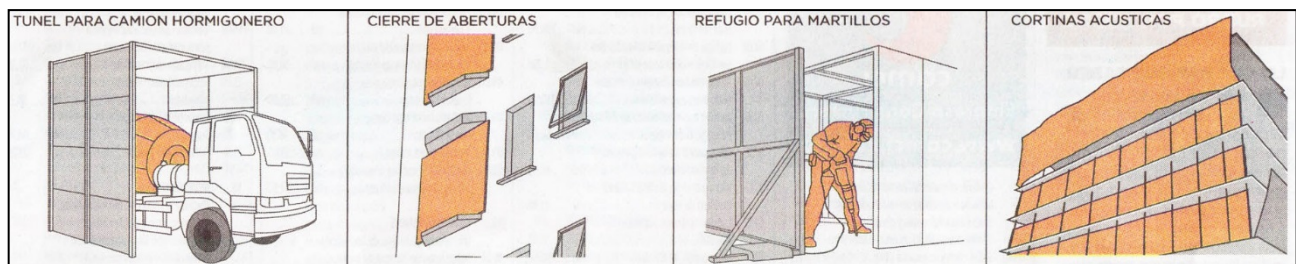 TUNEL PARA CAMION HORMIGONERO
CIERRE DE ABERTURAS
REFUGIO PARA MARTILLOS
CORTINAS ACUSTICAS